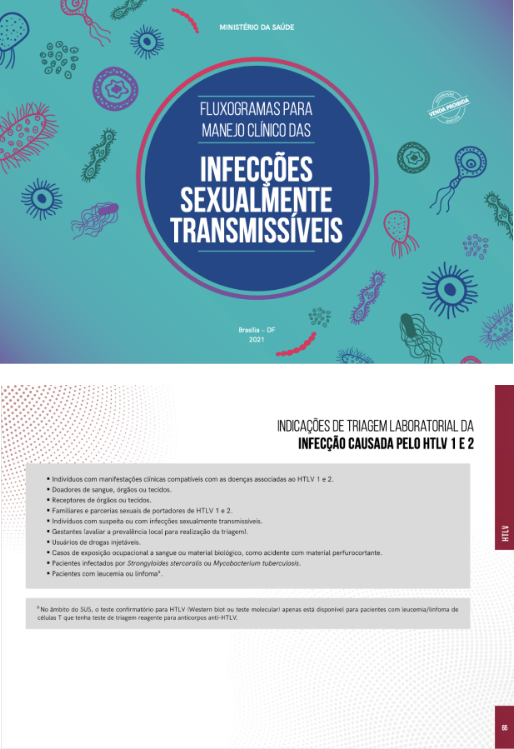 MINISTÉRIO DA SAÚDE
VENDA PROIBIDA
FLUXOGRAMAS PARA
MANEJO CLÍNICO DAS
INFECÇÕES
SEXUALMENTE
TRANSMISSÍVEIS
Brasília – DF
2021
INDICAÇÕES DE TRIAGEM LABORATORIAL DA
INFECÇÃO CAUSADA PELO HTLV 1 E 2
• Indivíduos com manifestações clínicas compatíveis com as doenças associadas ao HTLV 1 e 2.
• Doadores de sangue, órgãos ou tecidos.
• Receptores de órgãos ou tecidos.
• Familiares e parcerias sexuais de portadores de HTLV 1 e 2.
• Indivíduos com suspeita ou com infecções sexualmente transmissíveis.
• Gestantes (avaliar a prevalência local para realização da triagem).
• Usuários de drogas injetáveis.
• Casos de exposição ocupacional a sangue ou material biológico, como acidente com material perfurocortante.
• Pacientes infectados por Strongyloides stercoralis ou Mycobacterium tuberculosis.
• Pacientes com leucemia ou linfomaª.
ª No âmbito do SUS, o teste confirmatório para HTLV (Western blot ou teste molecular) apenas está disponível para pacientes com leucemia/linfoma de
células T que tenha teste de triagem reagente para anticorpos anti-HTLV.
HTLV